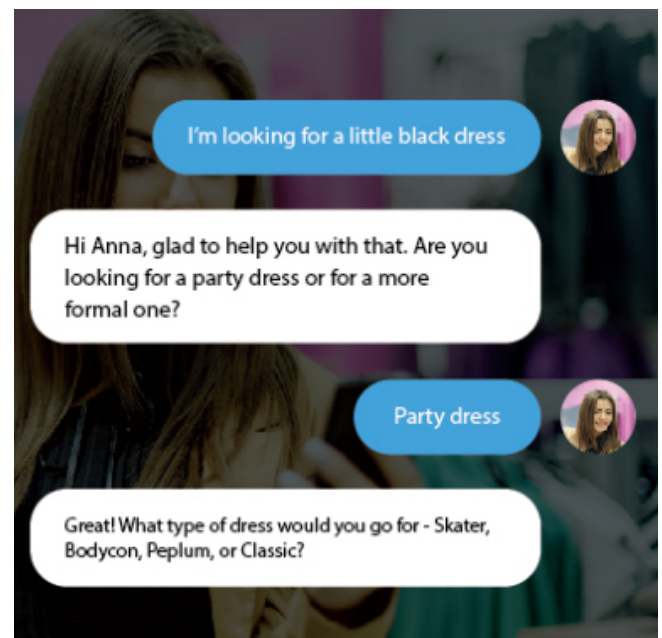 I'm looking for a little black dress
Hi Anna, glad to help you with that. Are you
looking for a party dress or for a more
formal one?
Party dress
Great! What type of dress would you go for - Skater,
Bodycon, Peplum, or Classic?